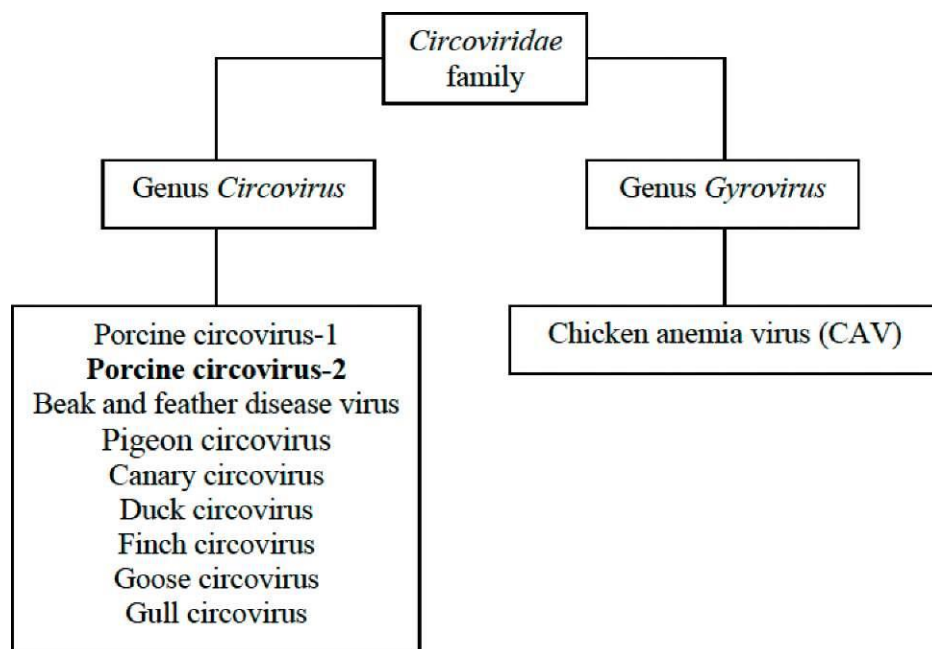 Circoviridae
family
Genus Circovirus
Genus Gyrovirus
Porcine circovirus-1
Porcine circovirus-2
Beak and feather disease virus
Pigeon circovirus
Canary circovirus
Duck circovirus
Finch circovirus
Goose circovirus
Gull circovirus
Chicken anemia virus (CAV)